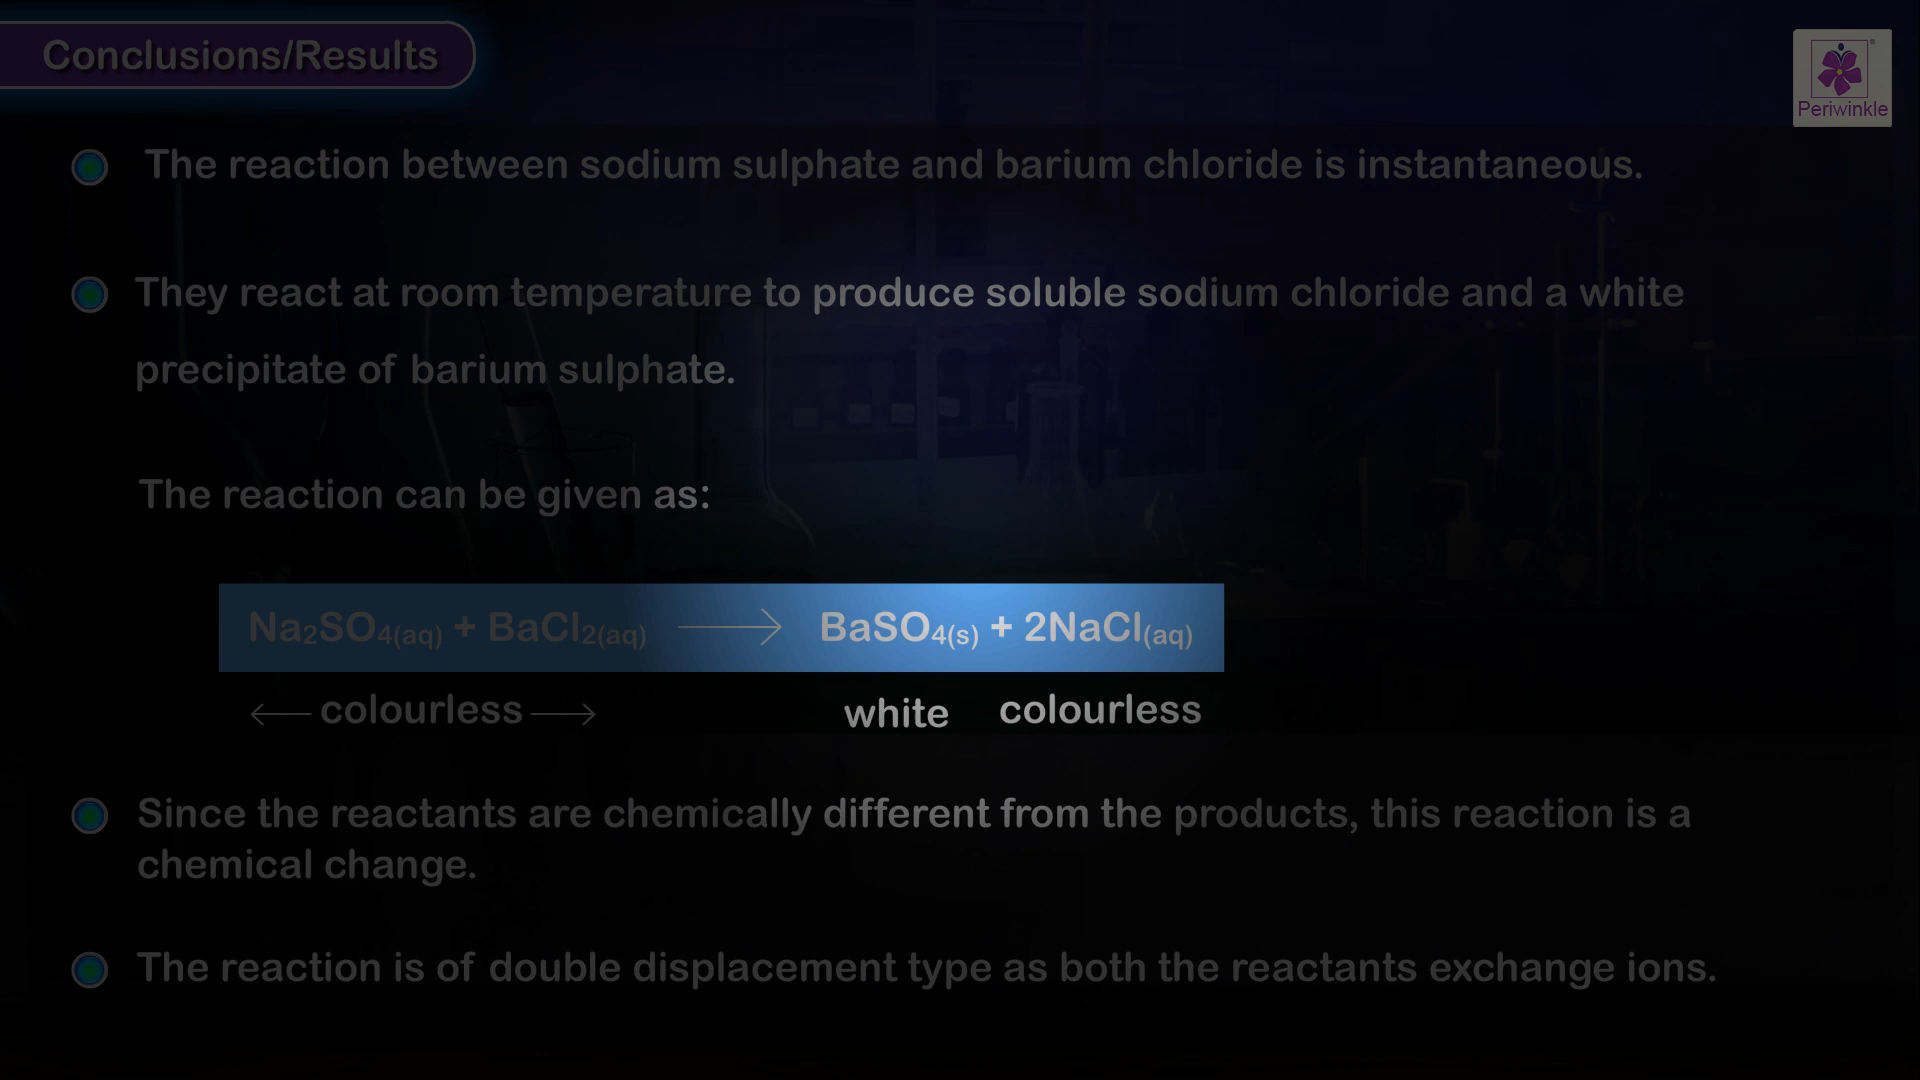 Conclusions/Results
Periwinkle
The reaction between sodium sulphate and barium chloride is instantaneous.
They react at room temperature to produce soluble sodium chloride and a white
precipitate of barium sulphate.
The reaction can be given as:
Na₂SO₄(aq) + BaCl₂(aq) ⟶ BaSO₄(s) + 2NaCl(aq)
← colourless → white colourless
Since the reactants are chemically different from the products, this reaction is a
chemical change.
The reaction is of double displacement type as both the reactants exchange ions.